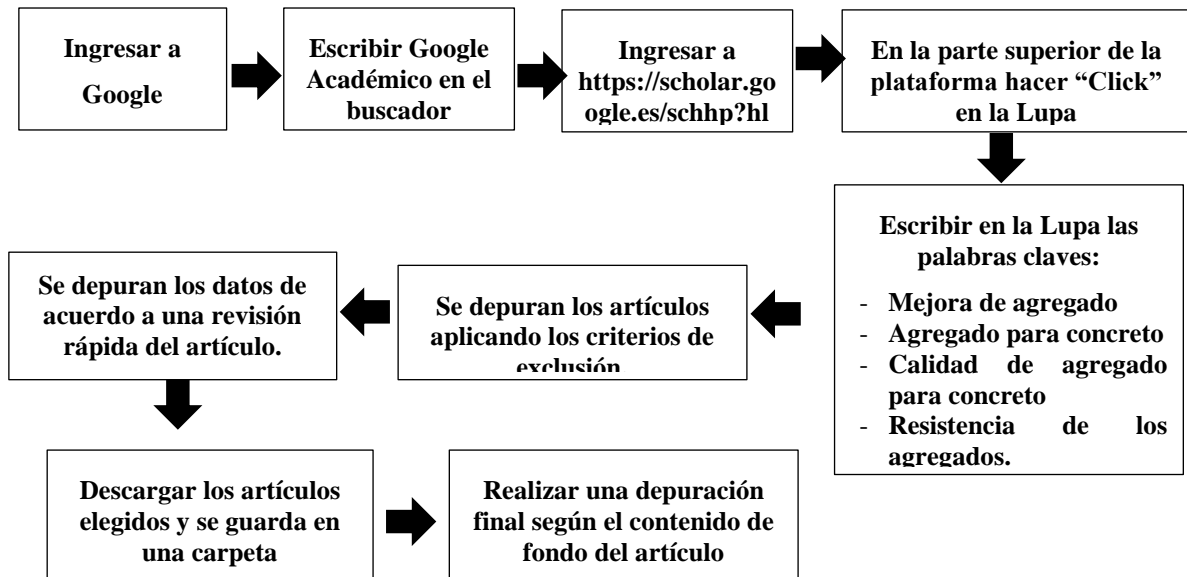 Ingresar a
Google
Escribir Google
Académico en el
buscador
Ingresar a
https://scholar.go
ogle.es/schhp?hl
En la parte superior de la
plataforma hacer “Click”
en la Lupa
Escribir en la Lupa las
palabras claves:
- Mejora de agregado
- Agregado para concreto
- Calidad de agregado
para concreto
- Resistencia de los
agregados.
Se depuran los artículos
aplicando los criterios de
exclusión
Se depuran los datos de
acuerdo a una revisión
rápida del artículo.
Descargar los artículos
elegidos y se guarda en
una carpeta
Realizar una depuración
final según el contenido de
fondo del artículo